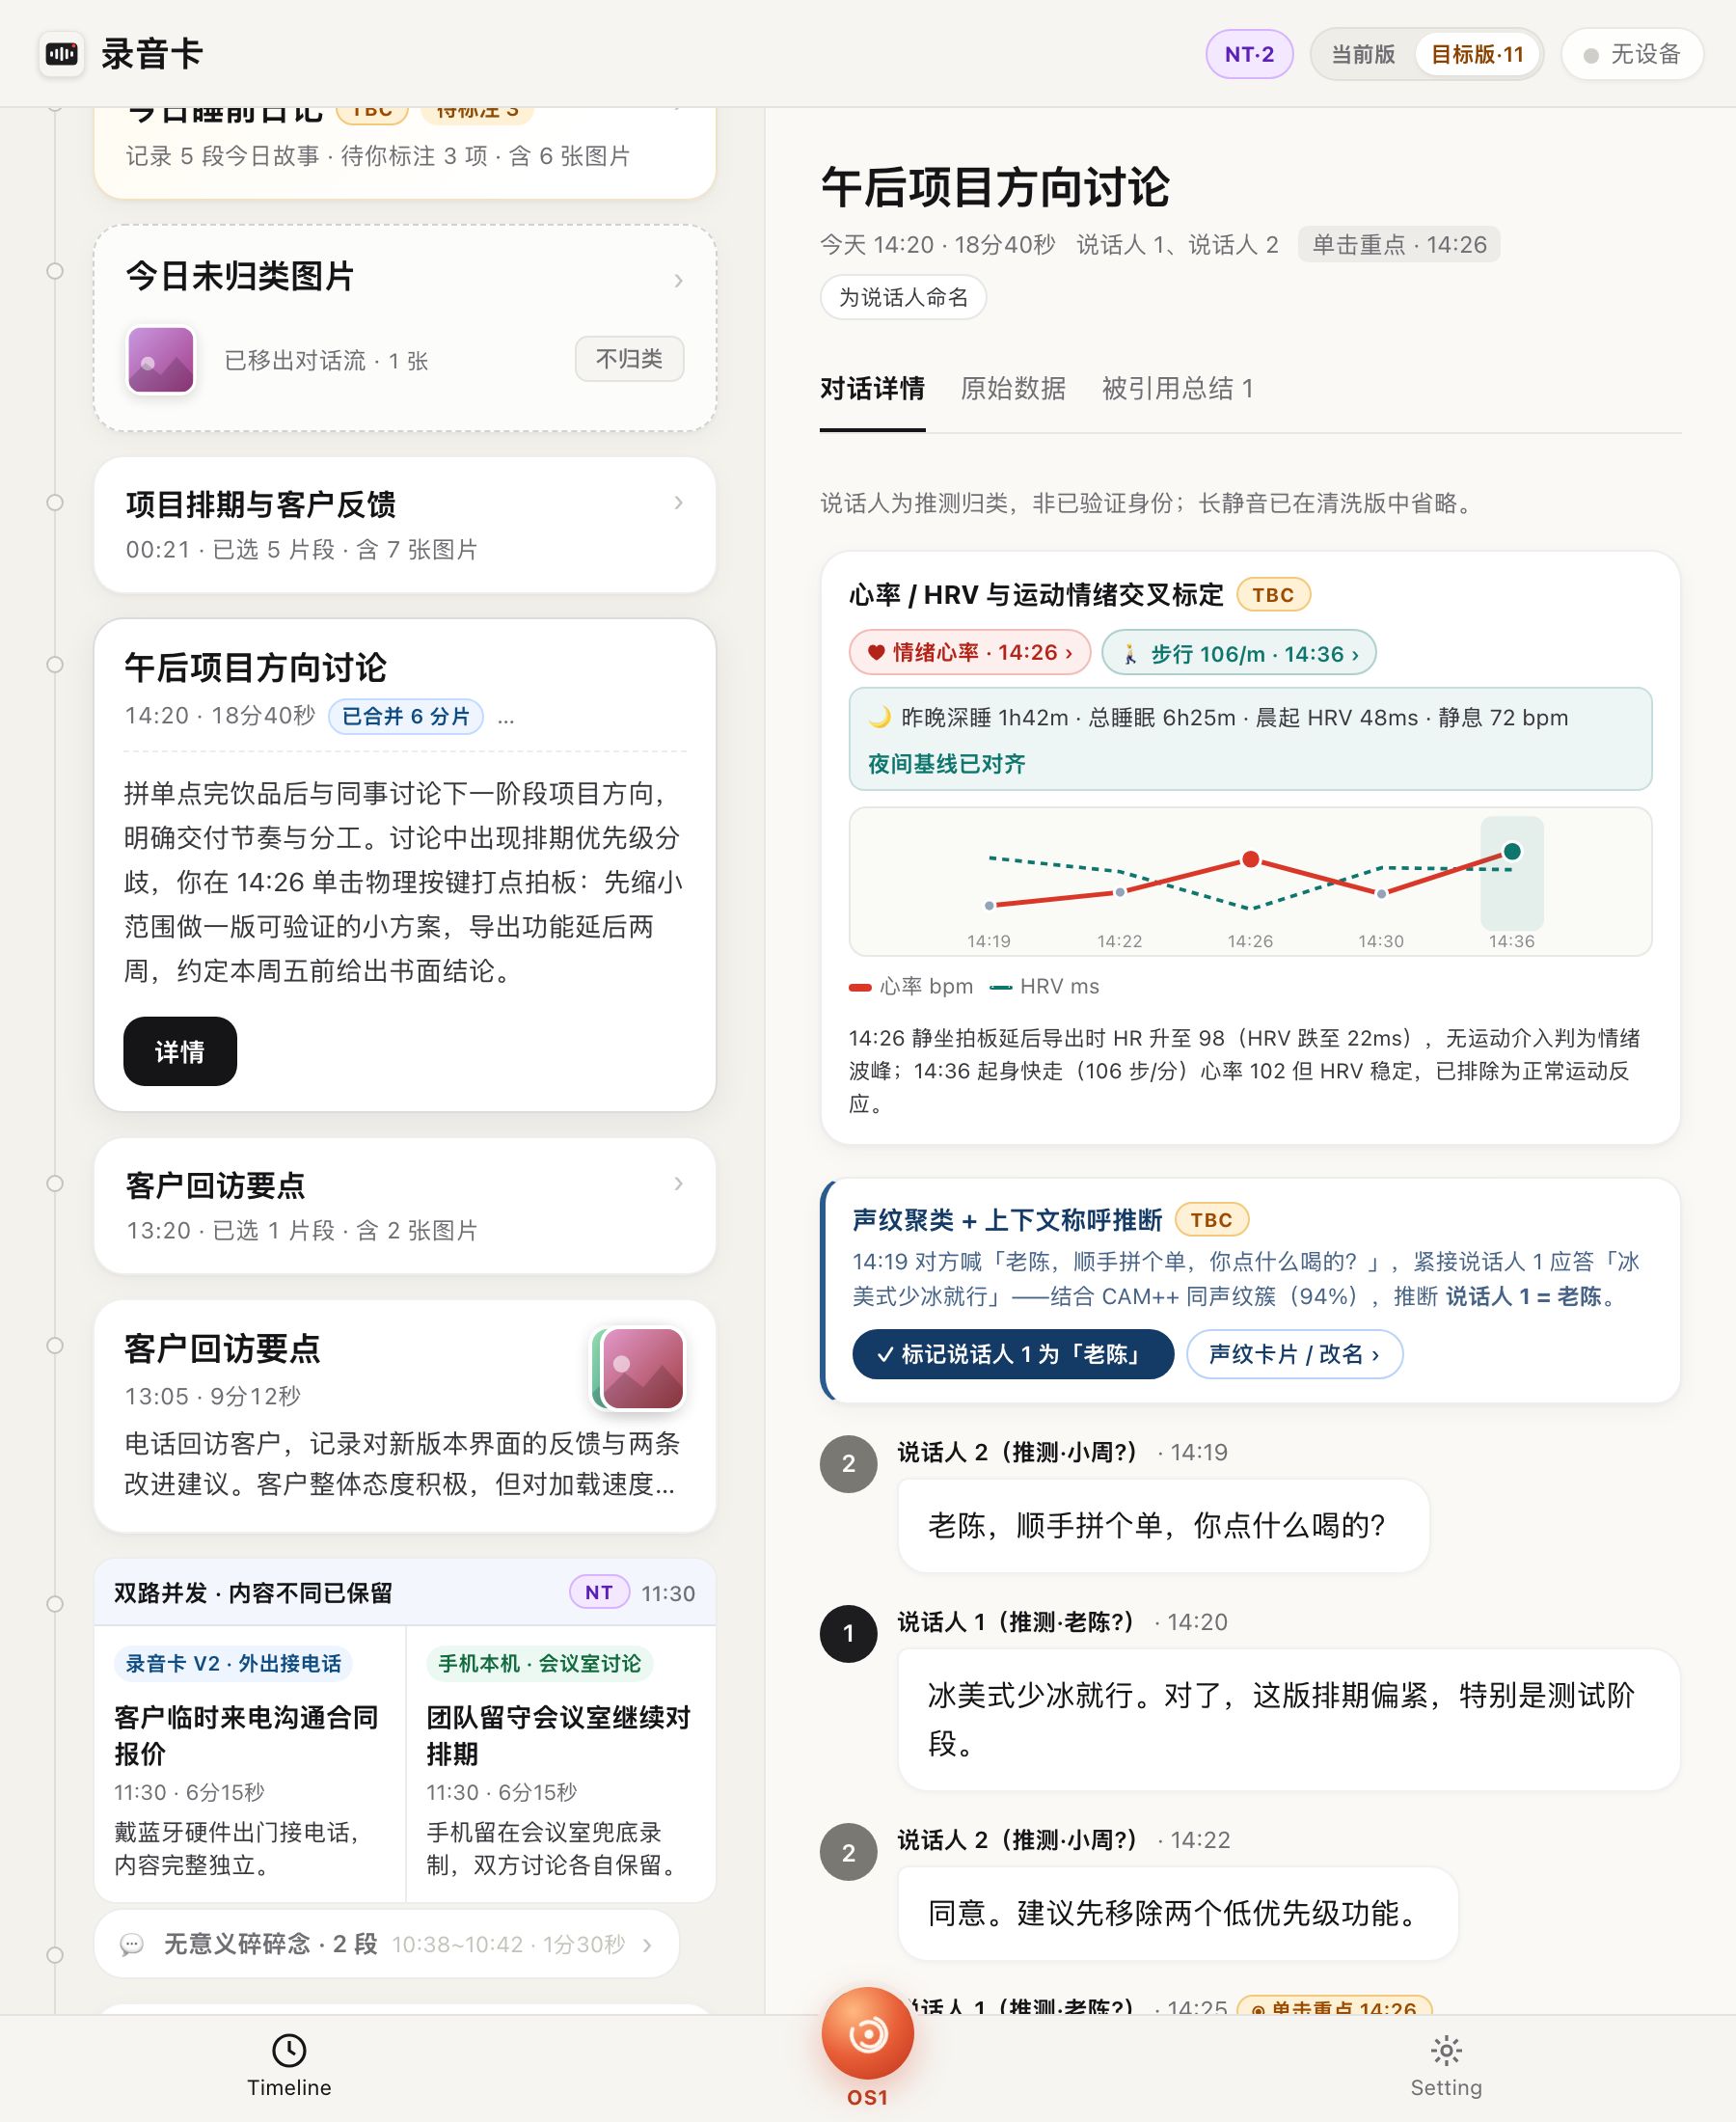 录音卡
NT·2
当前版
目标版·11
无设备
今日睡前日记 TBC 待标注 3
记录 5 段今日故事 · 待你标注 3 项 · 含 6 张图片
今日未归类图片
已移出对话流 · 1 张
不归类
项目排期与客户反馈
00:21 · 已选 5 片段 · 含 7 张图片
午后项目方向讨论
14:20 · 18分40秒 已合并 6 分片 ...
拼单点完饮品后与同事讨论下一阶段项目方向，
明确交付节奏与分工。讨论中出现排期优先级分
歧，你在 14:26 单击物理按键打点拍板：先缩小
范围做一版可验证的小方案，导出功能延后两
周，约定本周五前给出书面结论。
详情
客户回访要点
13:20 · 已选 1 片段 · 含 2 张图片
客户回访要点
13:05 · 9分12秒
电话回访客户，记录对新版本界面的反馈与两条
改进建议。客户整体态度积极，但对加载速度...
双路并发 · 内容不同已保留
NT 11:30
录音卡 V2 · 外出接电话
客户临时来电沟通合同
报价
11:30 · 6分15秒
戴蓝牙硬件出门接电话，
内容完整独立。
手机本机 · 会议室讨论
团队留守会议室继续对
排期
11:30 · 6分15秒
手机留在会议室兜底录
制，双方讨论各自保留。
无意义碎碎念 · 2 段 10:38~10:42 · 1分30秒 ›
午后项目方向讨论
今天 14:20 · 18分40秒 说话人 1、说话人 2 单击重点 · 14:26
为说话人命名
对话详情 原始数据 被引用总结 1
说话人为推测归类，非已验证身份；长静音已在清洗版中省略。
心率 / HRV 与运动情绪交叉标定 TBC
情绪心率 · 14:26 › 步行 106/m · 14:36 ›
昨晚深睡 1h42m · 总睡眠 6h25m · 晨起 HRV 48ms · 静息 72 bpm
夜间基线已对齐
14:19 14:22 14:26 14:30 14:36
心率 bpm HRV ms
14:26 静坐拍板延后导出时 HR 升至 98（HRV 跌至 22ms），无运动介入判为情绪
波峰；14:36 起身快走（106 步/分）心率 102 但 HRV 稳定，已排除为正常运动反
应。
声纹聚类 + 上下文称呼推断 TBC
14:19 对方喊「老陈，顺手拼个单，你点什么喝的？」，紧接说话人 1 应答「冰
美式少冰就行」——结合 CAM++ 同声纹簇（94%），推断 说话人 1 = 老陈。
✓ 标记说话人 1 为「老陈」
声纹卡片 / 改名 ›
2 说话人 2（推测·小周?） · 14:19
老陈，顺手拼个单，你点什么喝的？
1 说话人 1（推测·老陈?） · 14:20
冰美式少冰就行。对了，这版排期偏紧，特别是测试阶
段。
2 说话人 2（推测·小周?） · 14:22
同意。建议先移除两个低优先级功能。
说话人 1（推测·老陈?） · 14:25 单击重点 14:26
Timeline
OS1
Setting